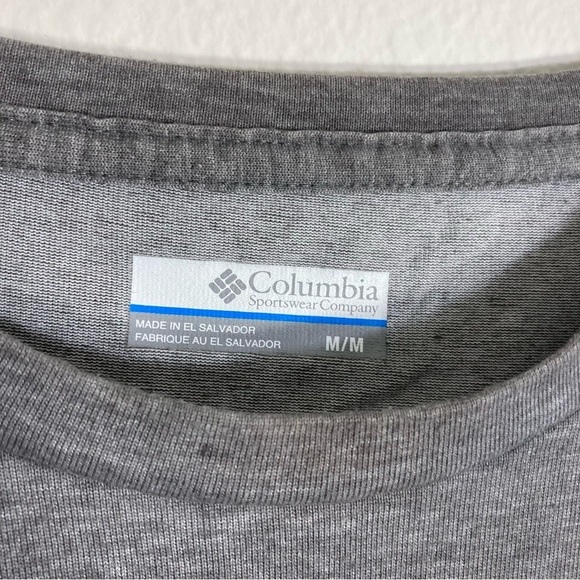 Columbia
Sportswear Company
MADE IN EL SALVADOR
FABRIQUE AU EL SALVADOR
M/M